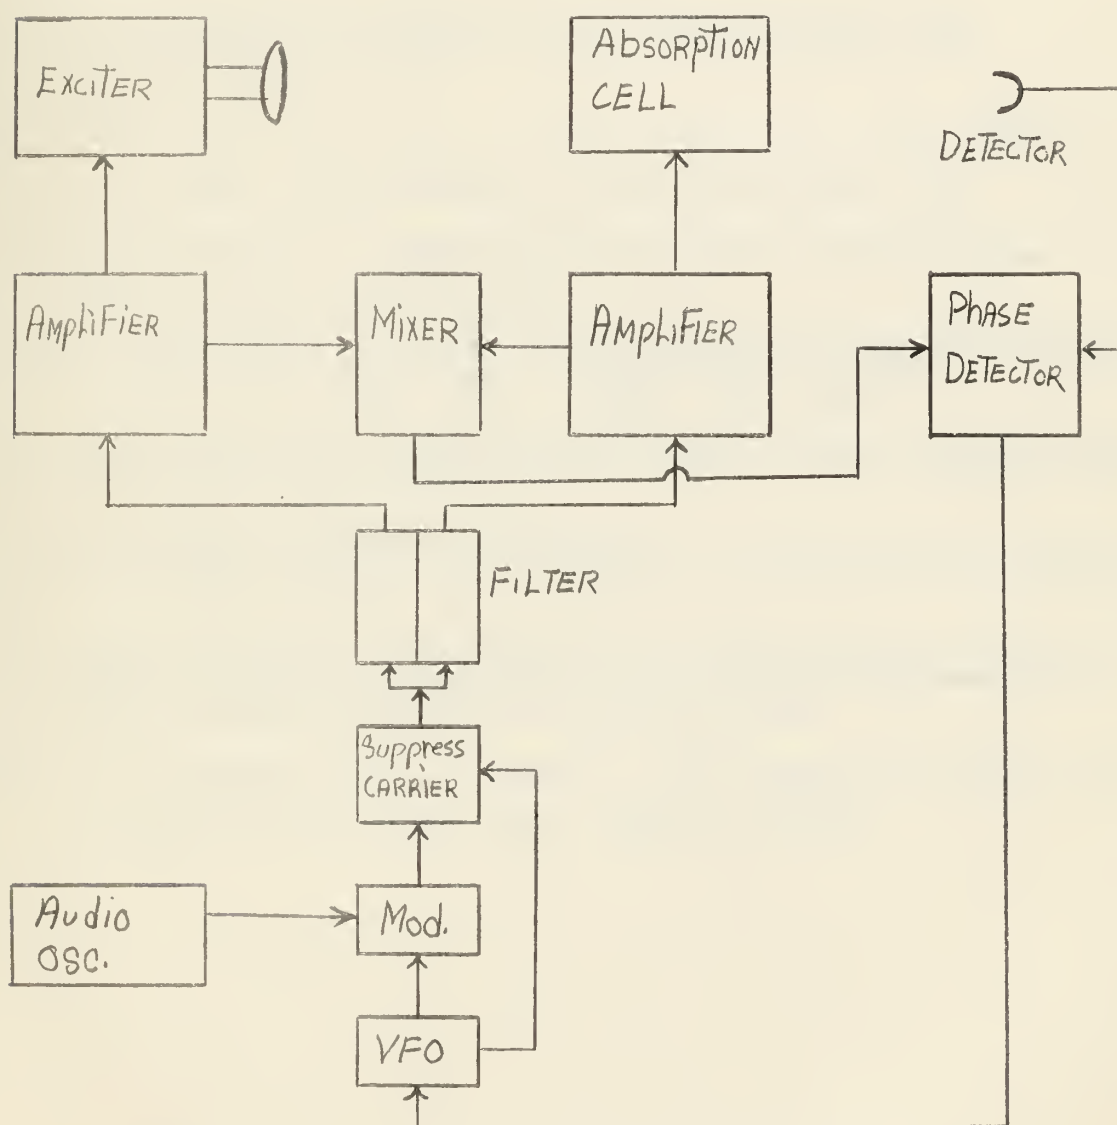 Exciter
Absorption
Cell
Detector
Amplifier
Mixer
Amplifier
Phase
Detector
Filter
Suppress
Carrier
Audio
Osc.
Mod.
VFO